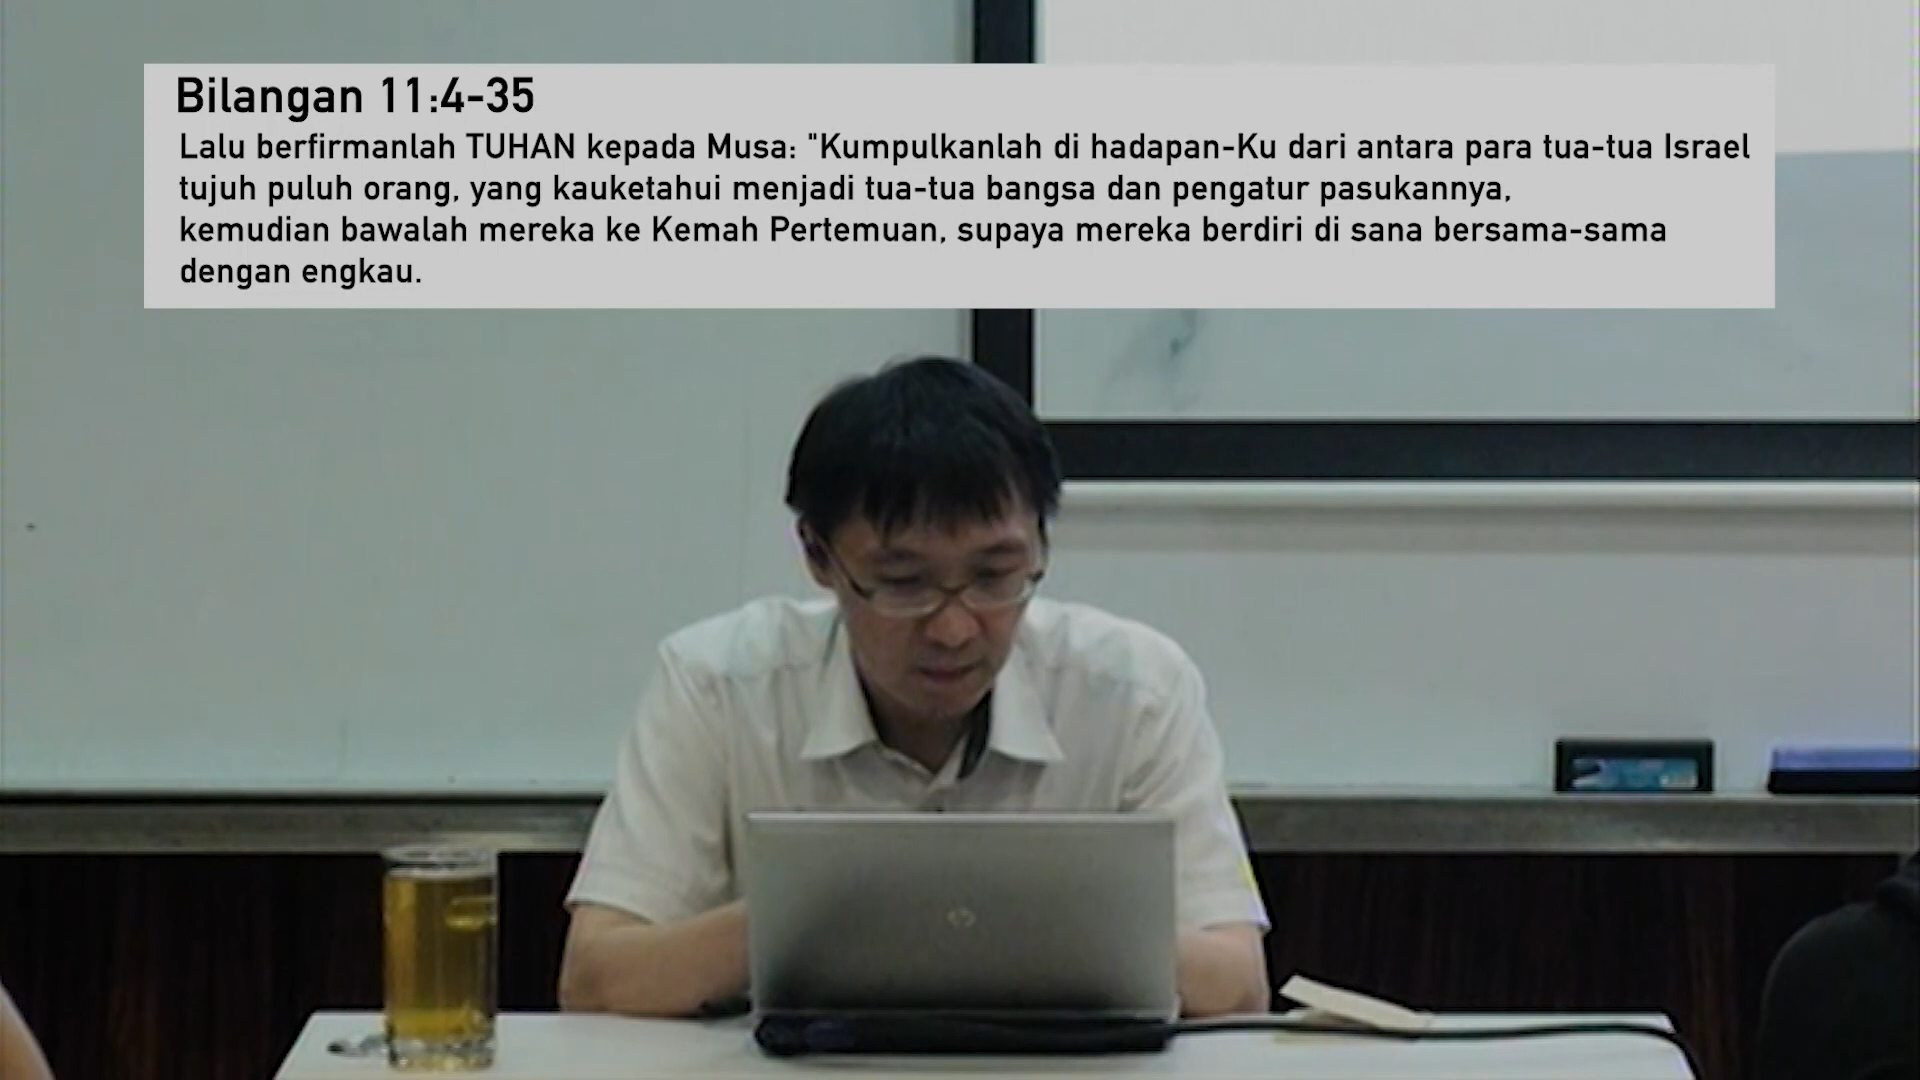 Bilangan 11:4-35
Lalu berfirmanlah TUHAN kepada Musa: "Kumpulkanlah di hadapan-Ku dari antara para tua-tua Israel
tujuh puluh orang, yang kauketahui menjadi tua-tua bangsa dan pengatur pasukannya,
kemudian bawalah mereka ke Kemah Pertemuan, supaya mereka berdiri di sana bersama-sama
dengan engkau.
hp